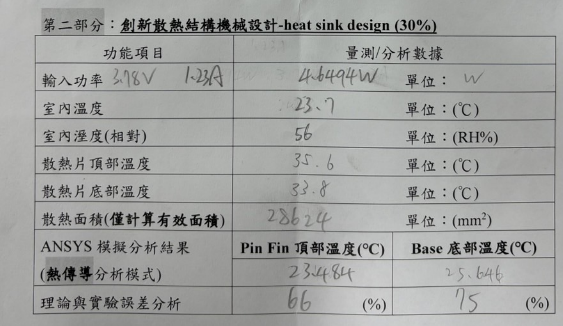 第二部分：創新散熱結構機械設計-heat sink design (30%)
功能項目 量測/分析數據
輸入功率 3.78V 1.23A 4.6494W 單位： W
室內溫度 23.7 單位：(℃)
室內溼度(相對) 56 單位：(RH%)
散熱片頂部溫度 35.6 單位：(℃)
散熱片底部溫度 33.8 單位：(℃)
散熱面積(僅計算有效面積) 28624 單位：(mm²)
ANSYS 模擬分析結果 Pin Fin 頂部溫度(℃) Base 底部溫度(℃)
(熱傳導分析模式) 23.484 25.646
理論與實驗誤差分析 66 (%) 75 (%)